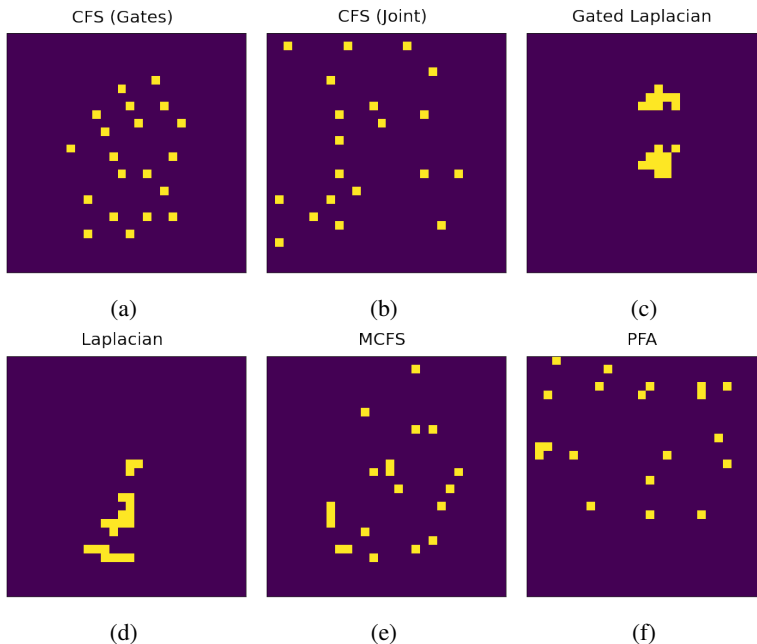 CFS (Gates) CFS (Joint) Gated Laplacian
(a) (b) (c)
Laplacian MCFS PFA
(d) (e) (f)